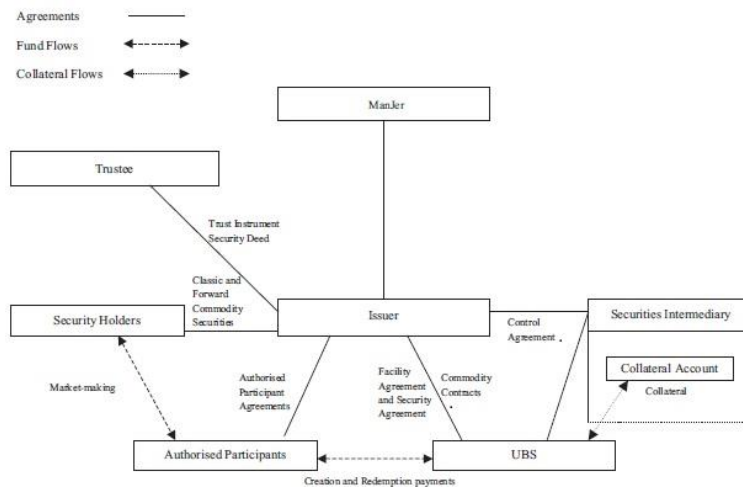 Agreements
Fund Flows
Collateral Flows
ManJer
Trustee
Trust Instrument
Security Deed
Classic and
Forward
Commodity
Securities
Security Holders
Issuer
Securities Intermediary
Control
Agreement
Collateral Account
Collateral
Market-making
Authorised
Participant
Agreements
Facility
Agreement
and Security
Agreement
Commodity
Contracts
Authorised Participants
UBS
Creation and Redemption payments